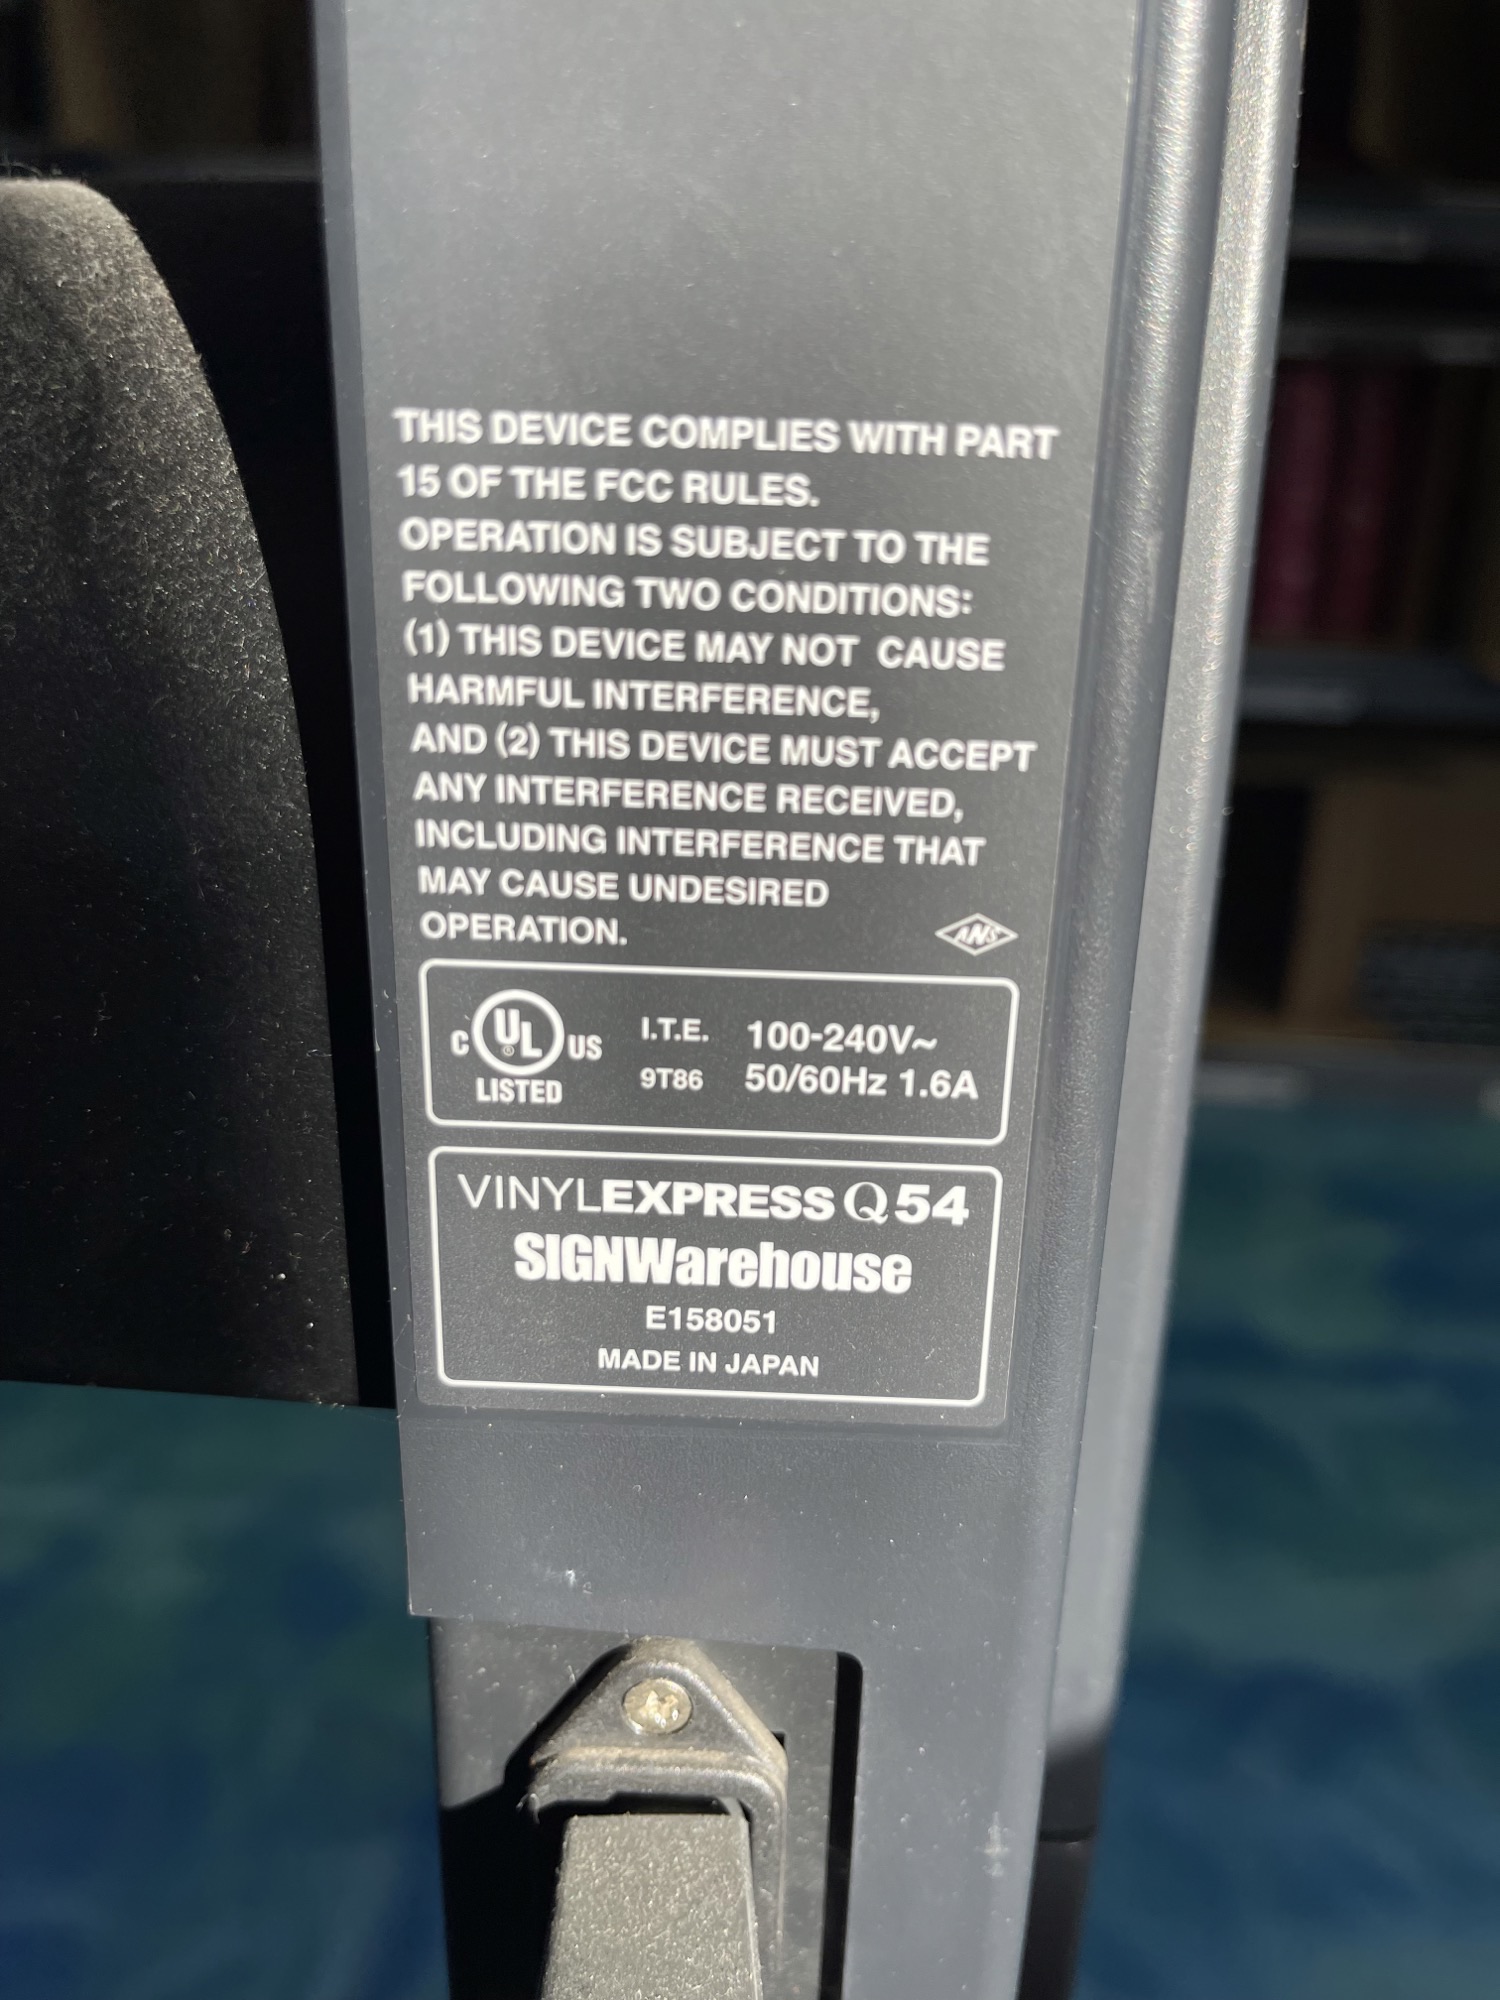 THIS DEVICE COMPLIES WITH PART
15 OF THE FCC RULES.
OPERATION IS SUBJECT TO THE
FOLLOWING TWO CONDITIONS:
(1) THIS DEVICE MAY NOT CAUSE
HARMFUL INTERFERENCE,
AND (2) THIS DEVICE MUST ACCEPT
ANY INTERFERENCE RECEIVED,
INCLUDING INTERFERENCE THAT
MAY CAUSE UNDESIRED
OPERATION.
ANS
C UL ® US
LISTED
I.T.E.
9T86
100-240V~
50/60Hz 1.6A
VINYLEXPRESS Q54
SIGNWarehouse
E158051
MADE IN JAPAN